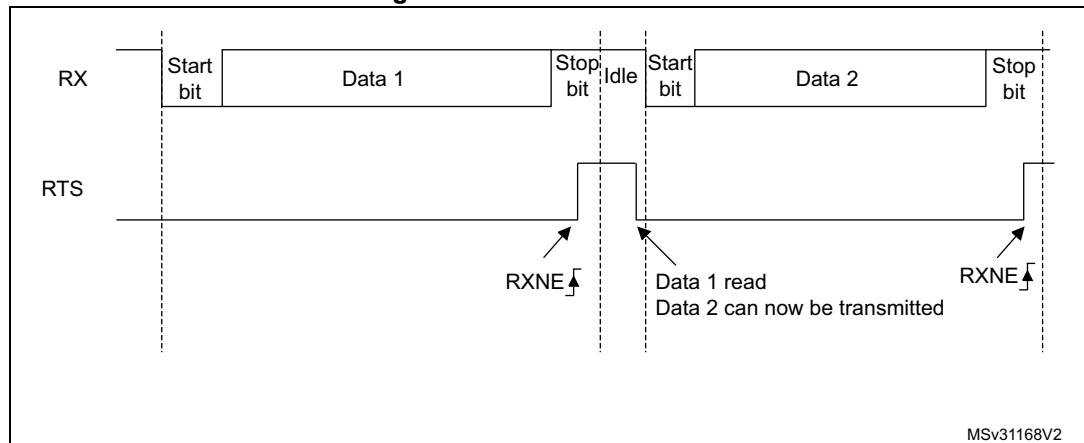 RX
Start
bit
Data 1
Stop
bit
Idle
Start
bit
Data 2
Stop
bit
RTS
RXNE
Data 1 read
Data 2 can now be transmitted
RXNE
MSv31168V2